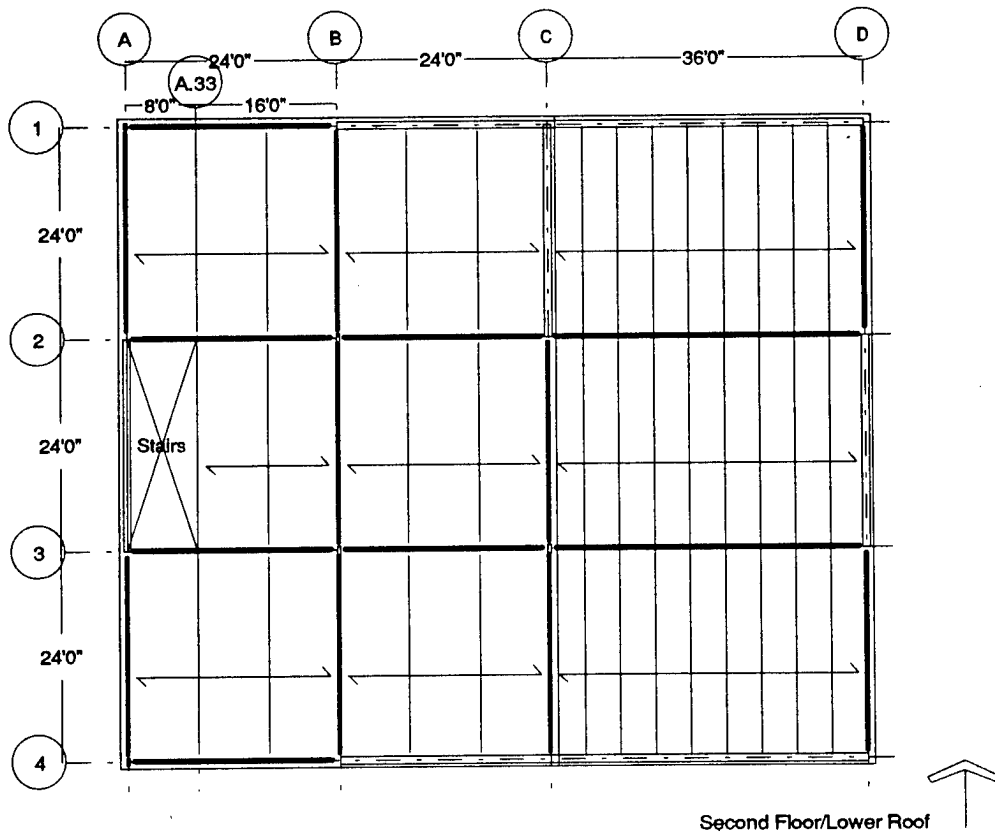 A
B
C
D
24'0"
24'0"
36'0"
A.33
8'0"
16'0"
1
24'0"
2
24'0"
Stairs
3
24'0"
4
Second Floor/Lower Roof